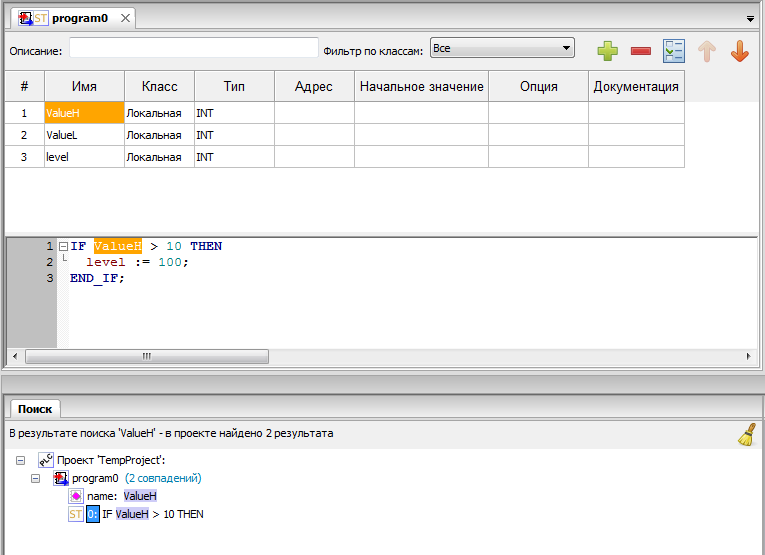 ST program0
Описание: Фильтр по классам: Все
# Имя Класс Тип Адрес Начальное значение Опция Документация
1 ValueH Локальная INT
2 ValueL Локальная INT
3 level Локальная INT
1 IF ValueH > 10 THEN
2 level := 100;
3 END_IF;
Поиск
В результате поиска 'ValueH' - в проекте найдено 2 результата
PLC Проект 'TempProject':
program0 (2 совпадений)
name: ValueH
ST 0: IF ValueH > 10 THEN